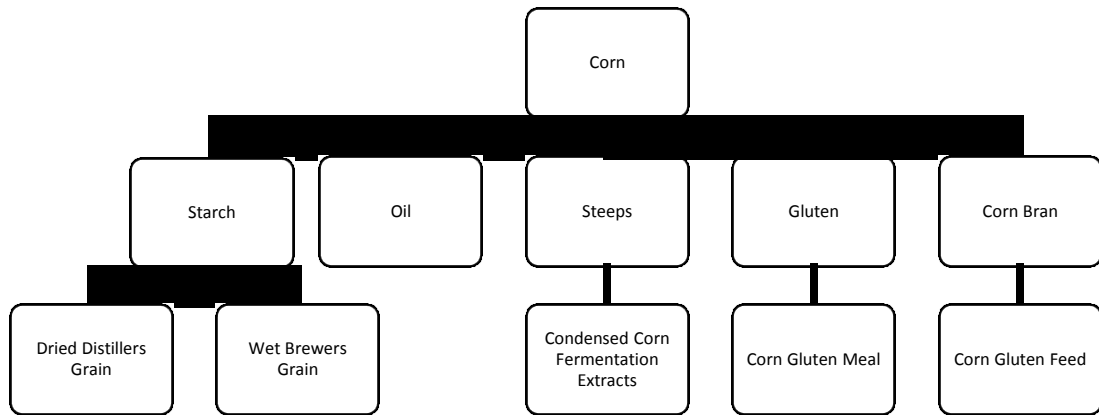 Corn
Starch
Oil
Steeps
Gluten
Corn Bran
Dried Distillers
Grain
Wet Brewers
Grain
Condensed Corn
Fermentation
Extracts
Corn Gluten Meal
Corn Gluten Feed